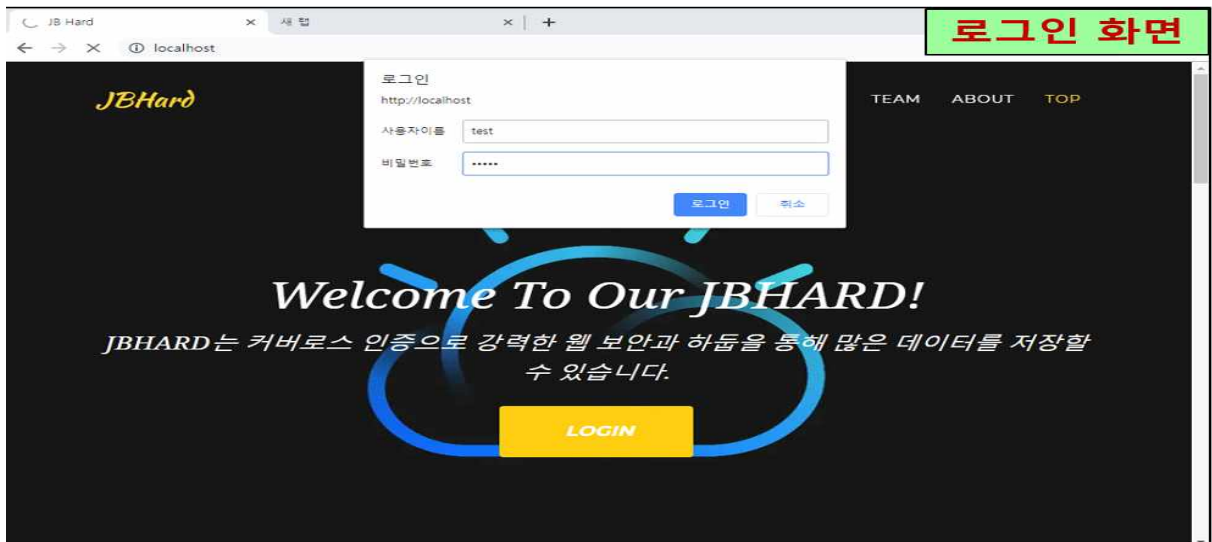 JB Hard
새 탭
로그인 화면
localhost
JBHard
TEAM ABOUT TOP
로그인
http://localhost
사용자이름 test
비밀번호 •••••
로그인 취소
Welcome To Our JBHARD!
JBHARD는 커버로스 인증으로 강력한 웹 보안과 하둡을 통해 많은 데이터를 저장할
수 있습니다.
LOGIN